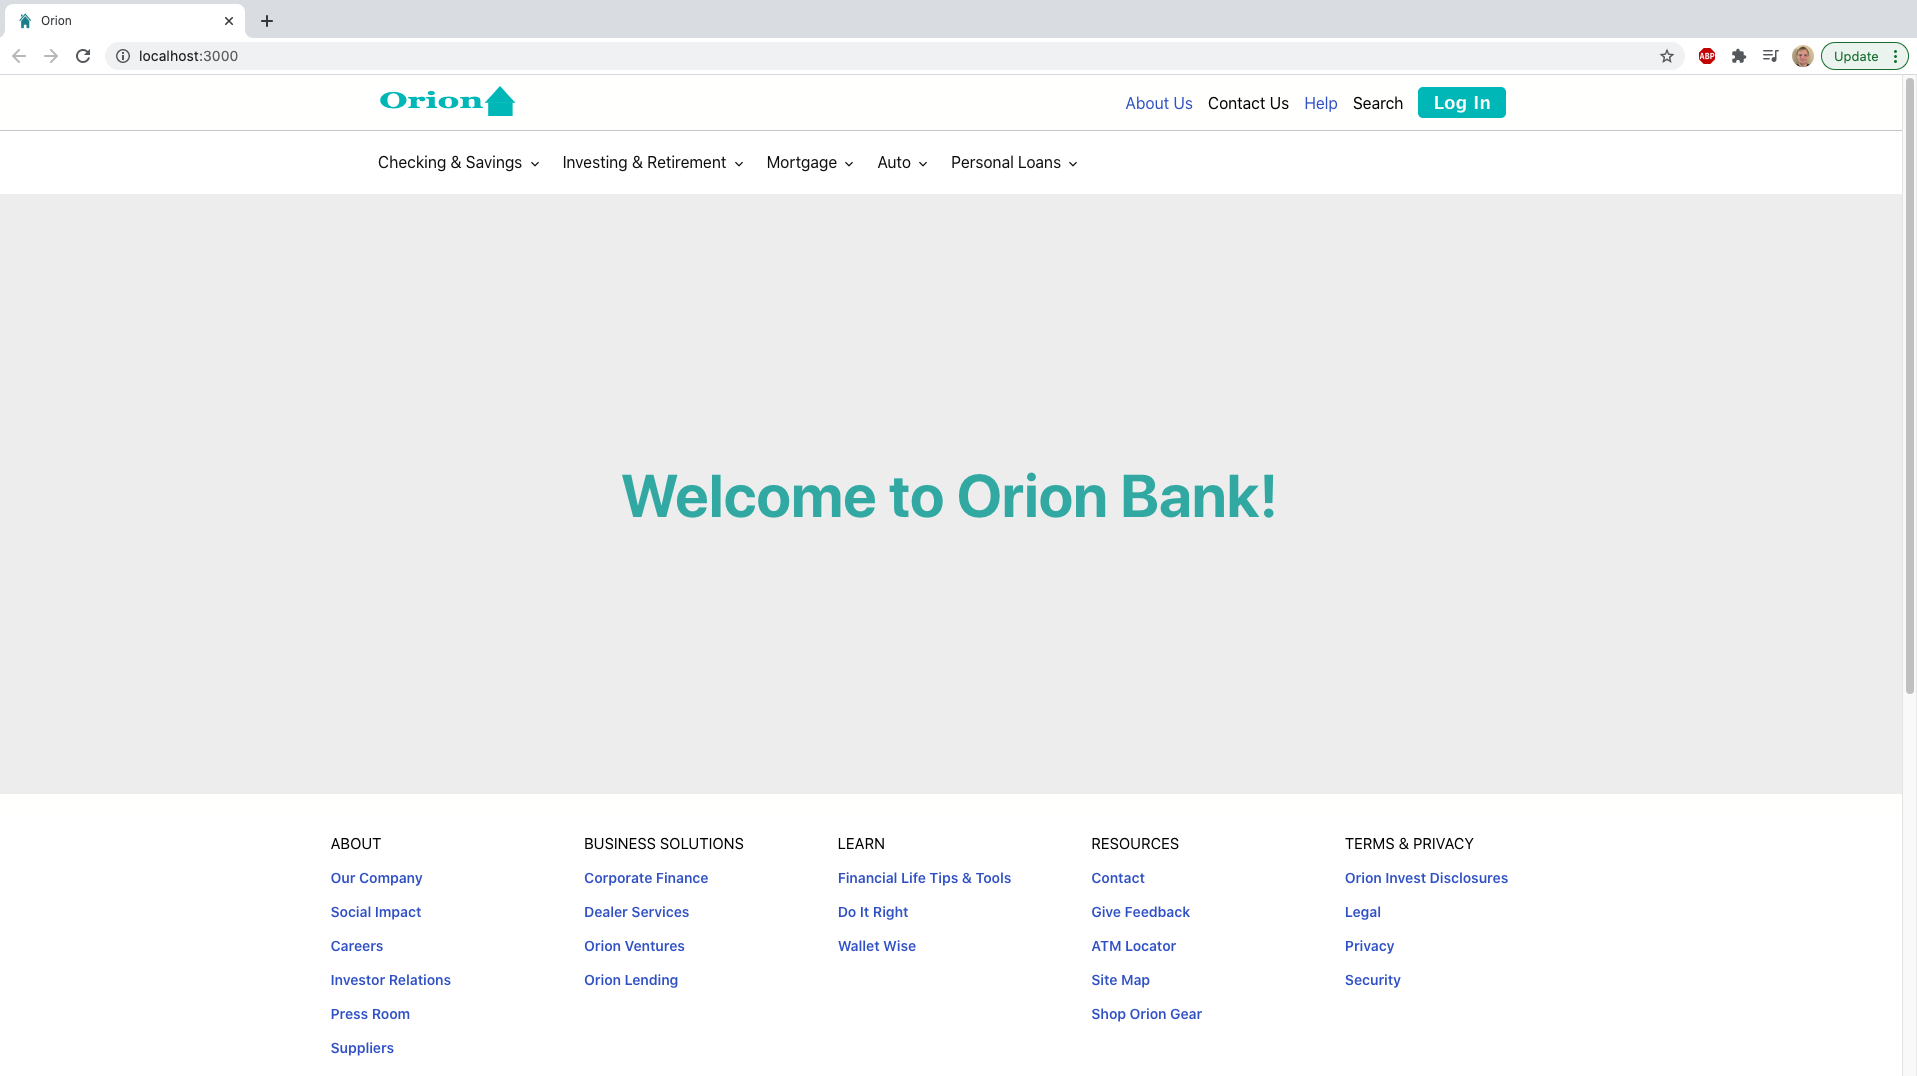 Orion
localhost:3000
ABP
Update
Orion
About Us Contact Us Help Search Log In
Checking & Savings Investing & Retirement Mortgage Auto Personal Loans
Welcome to Orion Bank!
ABOUT BUSINESS SOLUTIONS LEARN RESOURCES TERMS & PRIVACY
Our Company Corporate Finance Financial Life Tips & Tools Contact Orion Invest Disclosures
Social Impact Dealer Services Do It Right Give Feedback Legal
Careers Orion Ventures Wallet Wise ATM Locator Privacy
Investor Relations Orion Lending Site Map Security
Press Room Shop Orion Gear
Suppliers